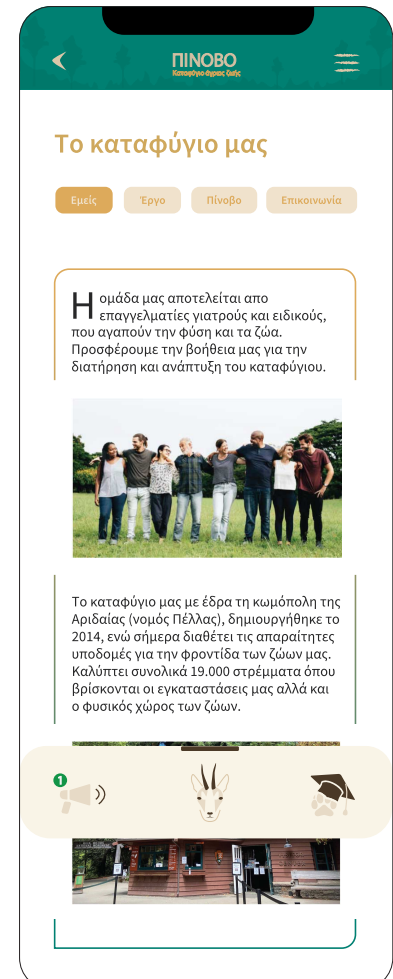 ΠΙΝΟΒΟ
Καταφύγιο άγριας ζωής
Το καταφύγιο μας
Εμείς Έργο Πίνοβο Επικοινωνία
Η ομάδα μας αποτελείται απο
επαγγελματίες γιατρούς και ειδικούς,
που αγαπούν την φύση και τα ζώα.
Προσφέρουμε την βοήθεια μας για την
διατήρηση και ανάπτυξη του καταφύγιου.
Το καταφύγιο μας με έδρα τη κωμόπολη της
Αριδαίας (νομός Πέλλας), δημιουργήθηκε το
2014, ενώ σήμερα διαθέτει τις απαραίτητες
υποδομές για την φροντίδα των ζώων μας.
Καλύπτει συνολικά 19.000 στρέμματα όπου
βρίσκονται οι εγκαταστάσεις μας αλλά και
ο φυσικός χώρος των ζώων.
1